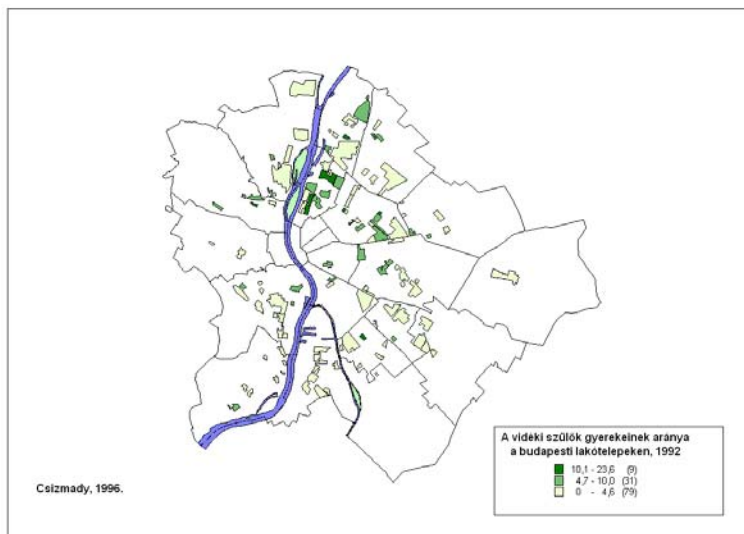 A vidéki szülők gyerekeinek aránya
a budapesti lakótelepeken, 1992
10,1 - 23,6 (9)
4,7 - 10,0 (31)
0 - 4,6 (79)
Csizmady, 1996.